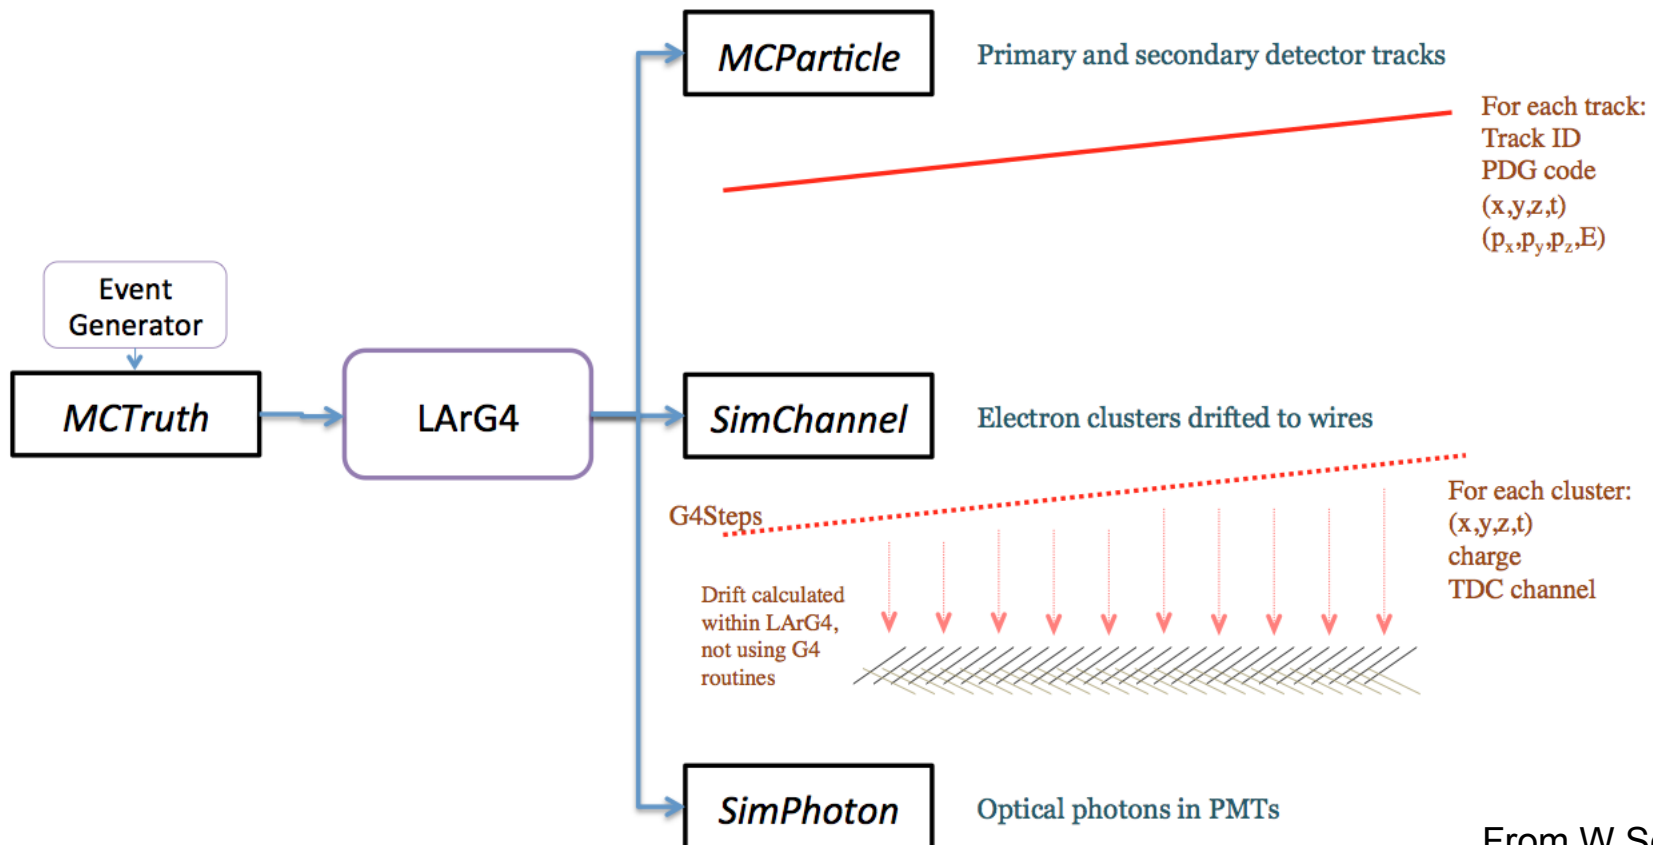 MCParticle
Primary and secondary detector tracks
For each track:
Track ID
PDG code
(x,y,z,t)
(px,py,pz,E)
Event
Generator
MCTruth
LArG4
SimChannel
Electron clusters drifted to wires
G4Steps
For each cluster:
(x,y,z,t)
charge
TDC channel
Drift calculated
within LArG4,
not using G4
routines
SimPhoton
Optical photons in PMTs
From W